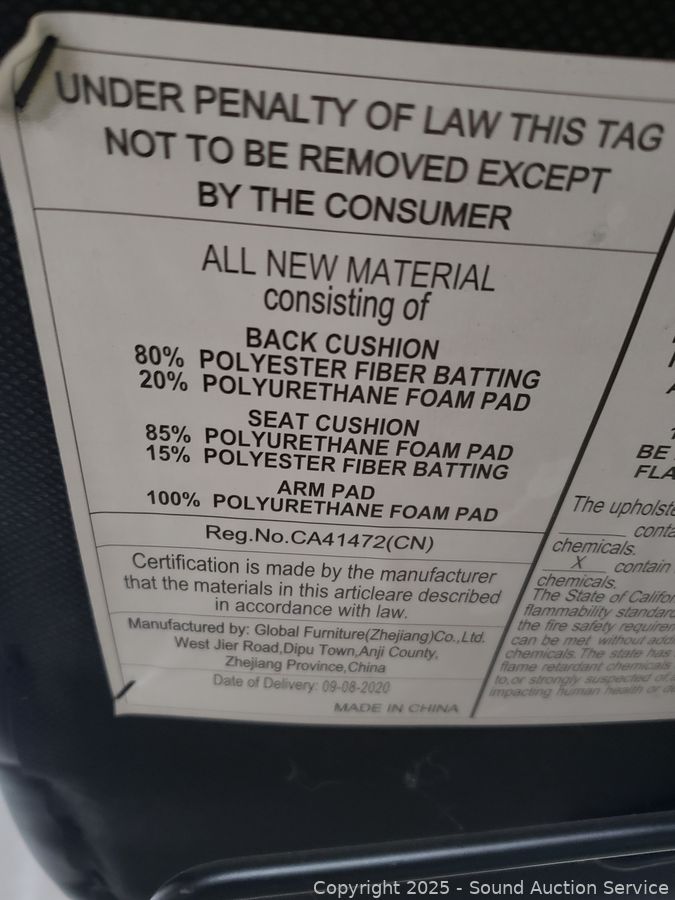 UNDER PENALTY OF LAW THIS TAG
NOT TO BE REMOVED EXCEPT
BY THE CONSUMER
ALL NEW MATERIAL
consisting of
BACK CUSHION
80% POLYESTER FIBER BATTING
20% POLYURETHANE FOAM PAD
SEAT CUSHION
85% POLYURETHANE FOAM PAD
15% POLYESTER FIBER BATTING
ARM PAD
100% POLYURETHANE FOAM PAD
Reg.No.CA41472(CN)
Certification is made by the manufacturer
that the materials in this articleare described
in accordance with law.
Manufactured by: Global Furniture(Zhejiang)Co.,Ltd.
West Jier Road,Dipu Town,Anji County,
Zhejiang Province,China
Date of Delivery: 09-08-2020
MADE IN CHINA
BE
The
chemicals.
X contain
chemicals.
The State of
flammability
the fire safety
can be met without
chemicals. The state has
flame retardant chemicals
to,or strongly suspected of,
impacting human health or
Copyright 2025 - Sound Auction Service